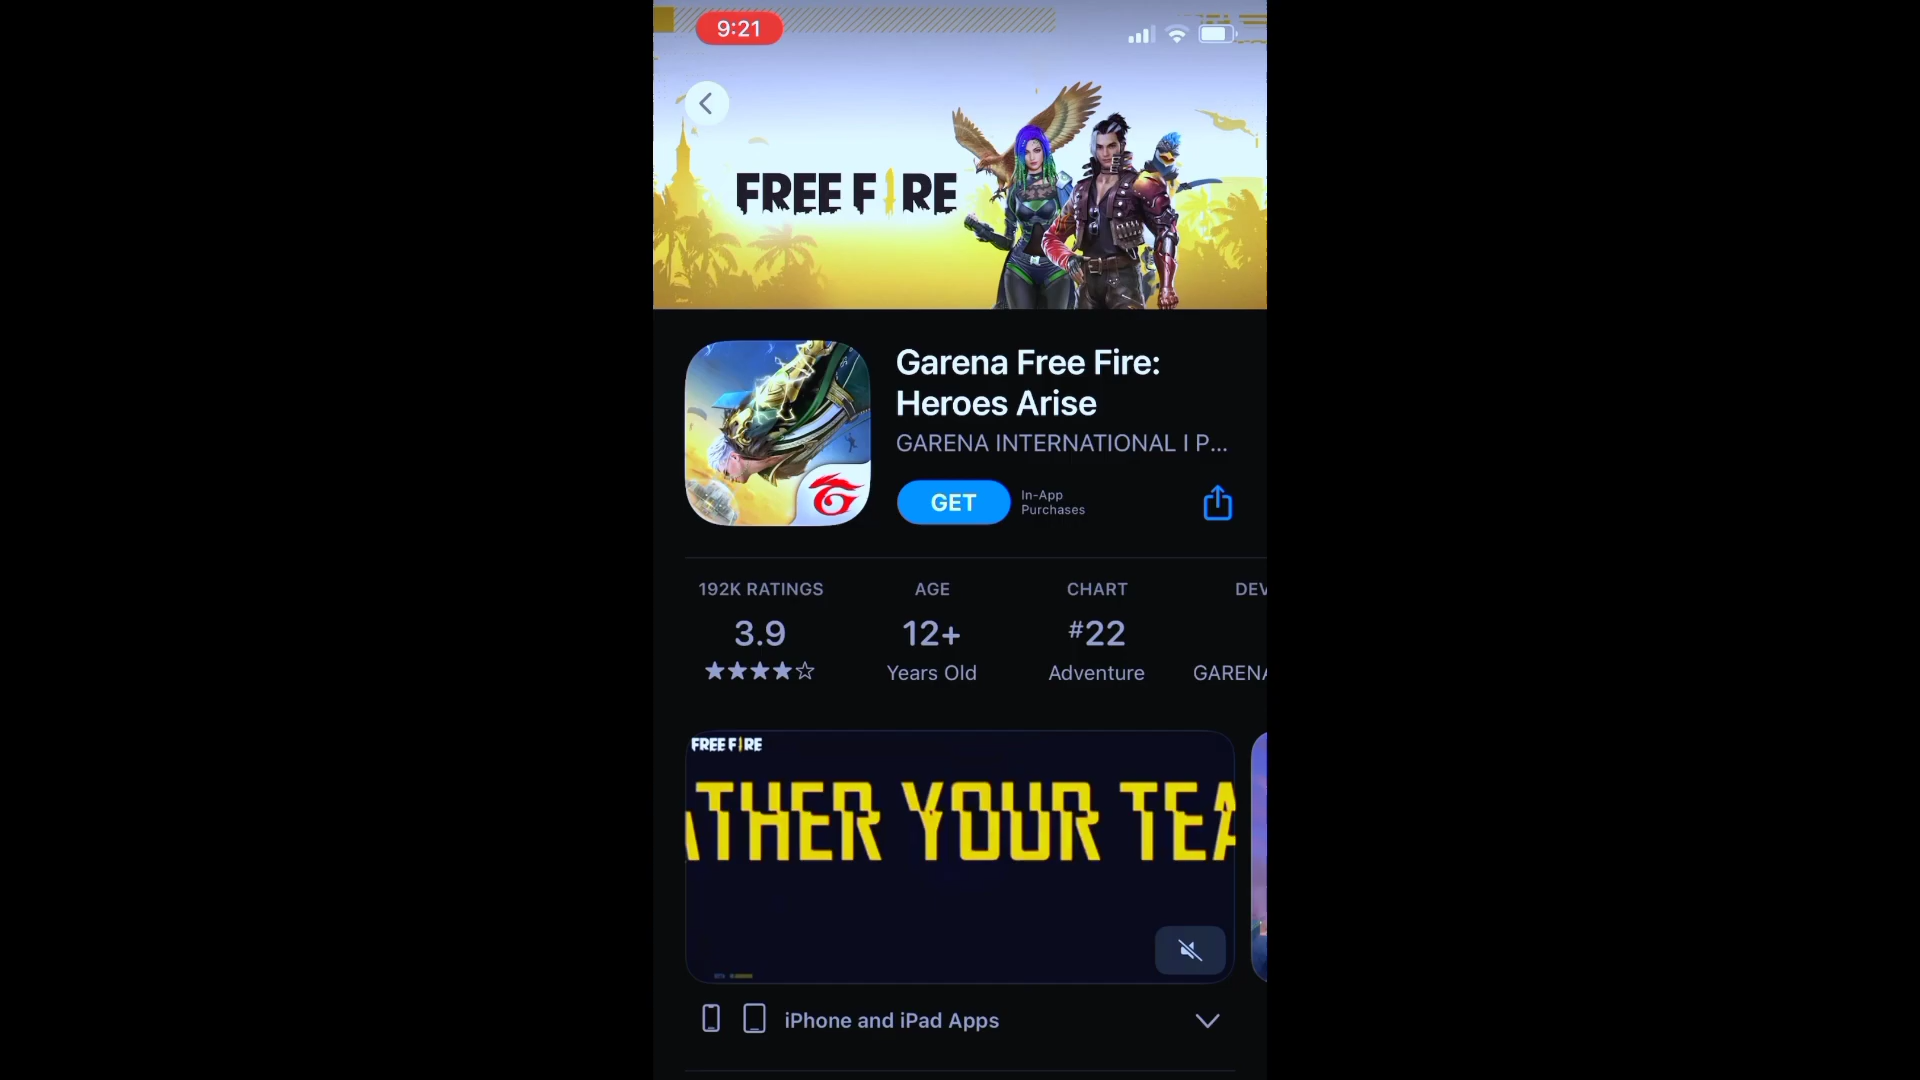 9:21
FREE FIRE
Garena Free Fire:
Heroes Arise
GARENA INTERNATIONAL I P...
GET
In-App
Purchases
192K RATINGS
AGE
CHART
DEV
3.9
12+
#22
Years Old
Adventure
GARENA
FREE FIRE
ATHER YOUR TEA
iPhone and iPad Apps